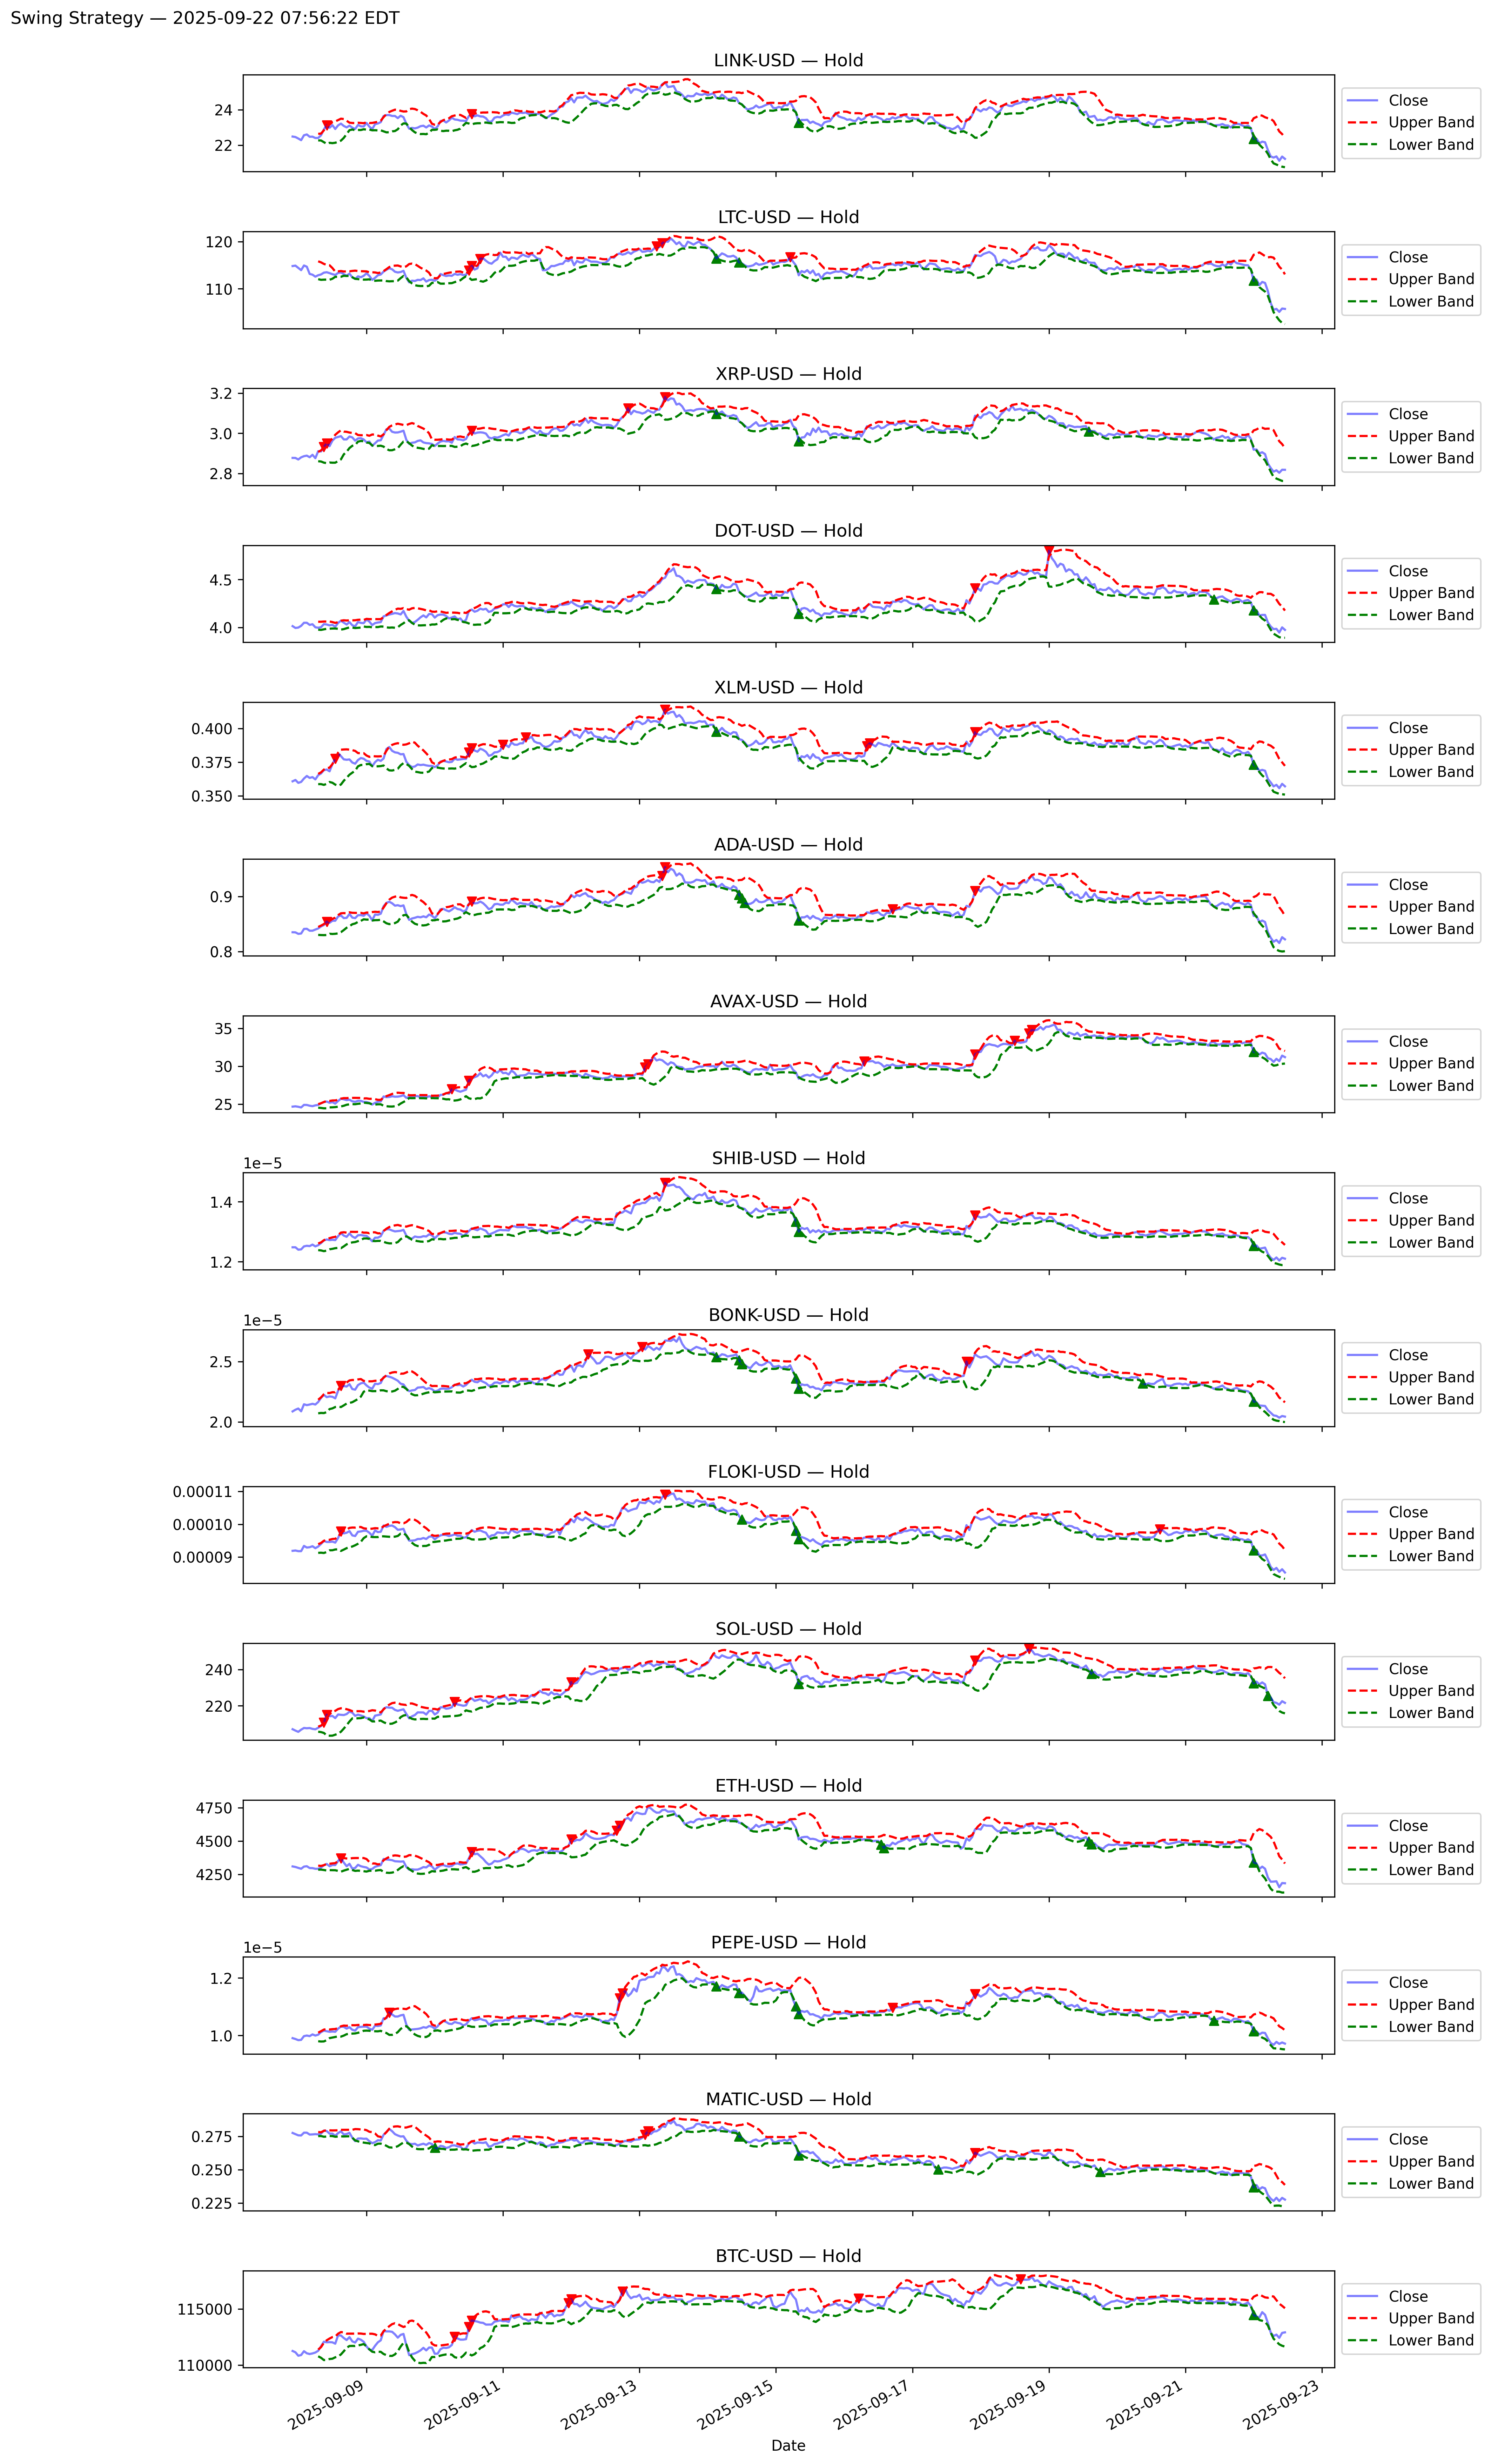 Swing Strategy — 2025-09-22 07:56:22 EDT
LINK-USD — Hold
24
22
Close
Upper Band
Lower Band
LTC-USD — Hold
120
110
Close
Upper Band
Lower Band
XRP-USD — Hold
3.2
3.0
2.8
Close
Upper Band
Lower Band
DOT-USD — Hold
4.5
4.0
Close
Upper Band
Lower Band
XLM-USD — Hold
0.400
0.375
0.350
Close
Upper Band
Lower Band
ADA-USD — Hold
0.9
0.8
Close
Upper Band
Lower Band
AVAX-USD — Hold
35
30
25
Close
Upper Band
Lower Band
SHIB-USD — Hold
1e−5
1.4
1.2
Close
Upper Band
Lower Band
BONK-USD — Hold
1e−5
2.5
2.0
Close
Upper Band
Lower Band
FLOKI-USD — Hold
0.00011
0.00010
0.00009
Close
Upper Band
Lower Band
SOL-USD — Hold
240
220
Close
Upper Band
Lower Band
ETH-USD — Hold
4750
4500
4250
Close
Upper Band
Lower Band
PEPE-USD — Hold
1e−5
1.2
1.0
Close
Upper Band
Lower Band
MATIC-USD — Hold
0.275
0.250
0.225
Close
Upper Band
Lower Band
BTC-USD — Hold
115000
110000
Close
Upper Band
Lower Band
2025-09-09
2025-09-11
2025-09-13
2025-09-15
2025-09-17
2025-09-19
2025-09-21
2025-09-23
Date